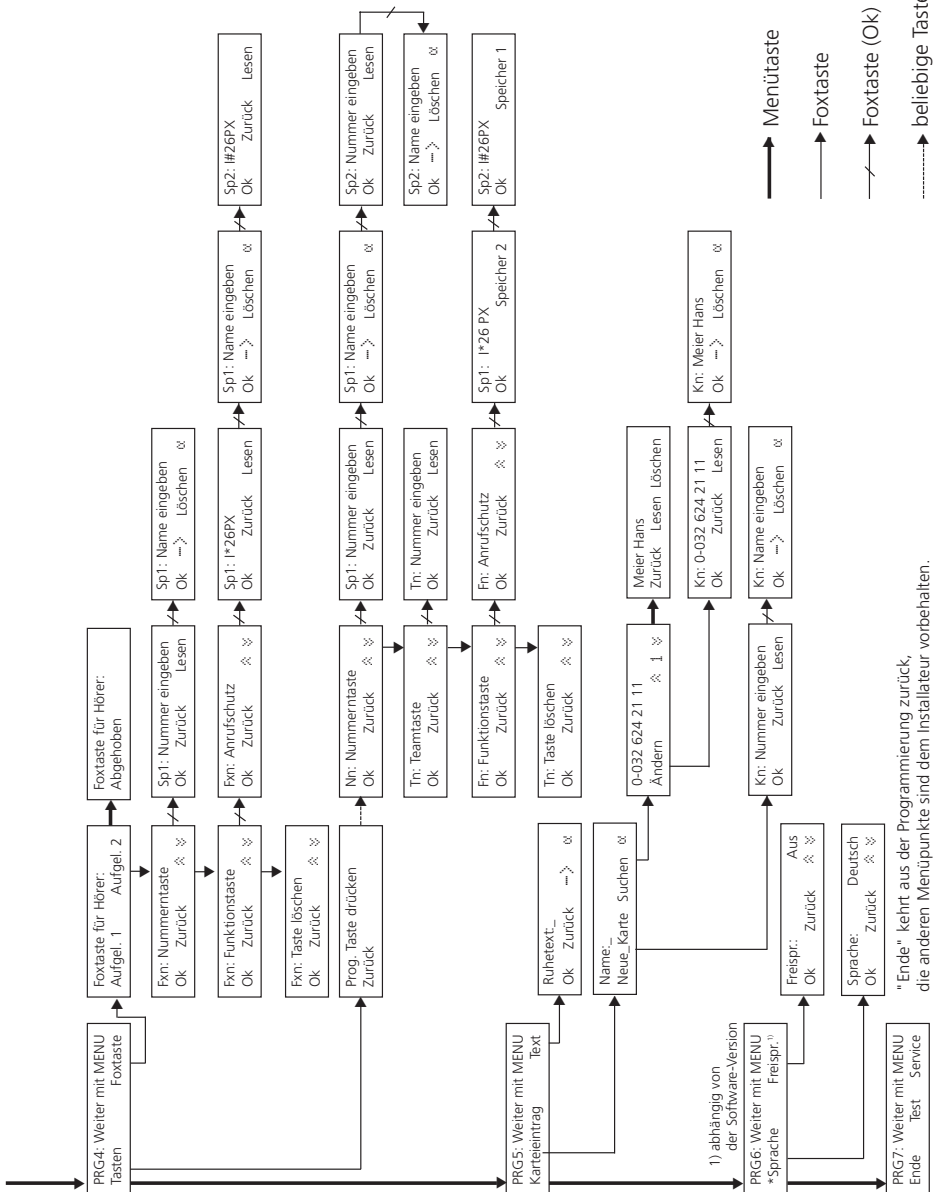 PRG4: Weiter mit MENU
Tasten Foxtaste
Foxtaste für Hörer:
Aufgel. 1 Aufgel. 2
Foxtaste für Hörer:
Abgehoben
Fxn: Nummerntaste
Ok Zurück
Sp1: Nummer eingeben
Ok Zurück Lesen
Sp1: Name eingeben
Ok ---> Löschen α
Fxn: Funktionstaste
Ok Zurück
Fxn: Anrufschutz
Ok Zurück
Sp1: I*26PX
Ok Zurück Lesen
Sp1: Name eingeben
Ok ---> Löschen α
Sp2: I#26PX
Ok Zurück Lesen
Fxn: Taste löschen
Ok Zurück
Prog. Taste drücken
Zurück
Nn: Nummerntaste
Ok Zurück
Sp1: Nummer eingeben
Ok Zurück Lesen
Sp1: Name eingeben
Ok ---> Löschen α
Sp2: Nummer eingeben
Ok Zurück Lesen
Sp2: Name eingeben
Ok ---> Löschen α
Tn: Teamtaste
Ok Zurück
Tn: Nummer eingeben
Ok Zurück Lesen
Fn: Funktionstaste
Ok Zurück
Fn: Anrufschutz
Ok Zurück
Sp1: I*26 PX
Ok Speicher 2
Sp2: I#26PX
Ok Speicher 1
Tn: Taste löschen
Ok Zurück
PRG5: Weiter mit MENU
Karteieintrag Text
Ruhetext:_
Ok Zurück ---> α
Name:_
Neue_Karte Suchen α
0-032 624 21 11
Ändern 1
Meier Hans
Zurück Lesen Löschen
Kn: 0-032 624 21 11
Ok Zurück Lesen
Kn: Meier Hans
Ok ---> Löschen α
Kn: Nummer eingeben
Ok Zurück Lesen
Kn: Name eingeben
Ok ---> Löschen α
1) abhängig von
der Software-Version
PRG6: Weiter mit MENU
*Sprache Freispr.1)
Freispr.: Aus
Ok Zurück
Sprache: Deutsch
Ok Zurück
PRG7: Weiter mit MENU
Ende Test Service
"Ende" kehrt aus der Programmierung zurück,
die anderen Menüpunkte sind dem Installateur vorbehalten.
Menütaste
Foxtaste
Foxtaste (Ok)
beliebige Taste